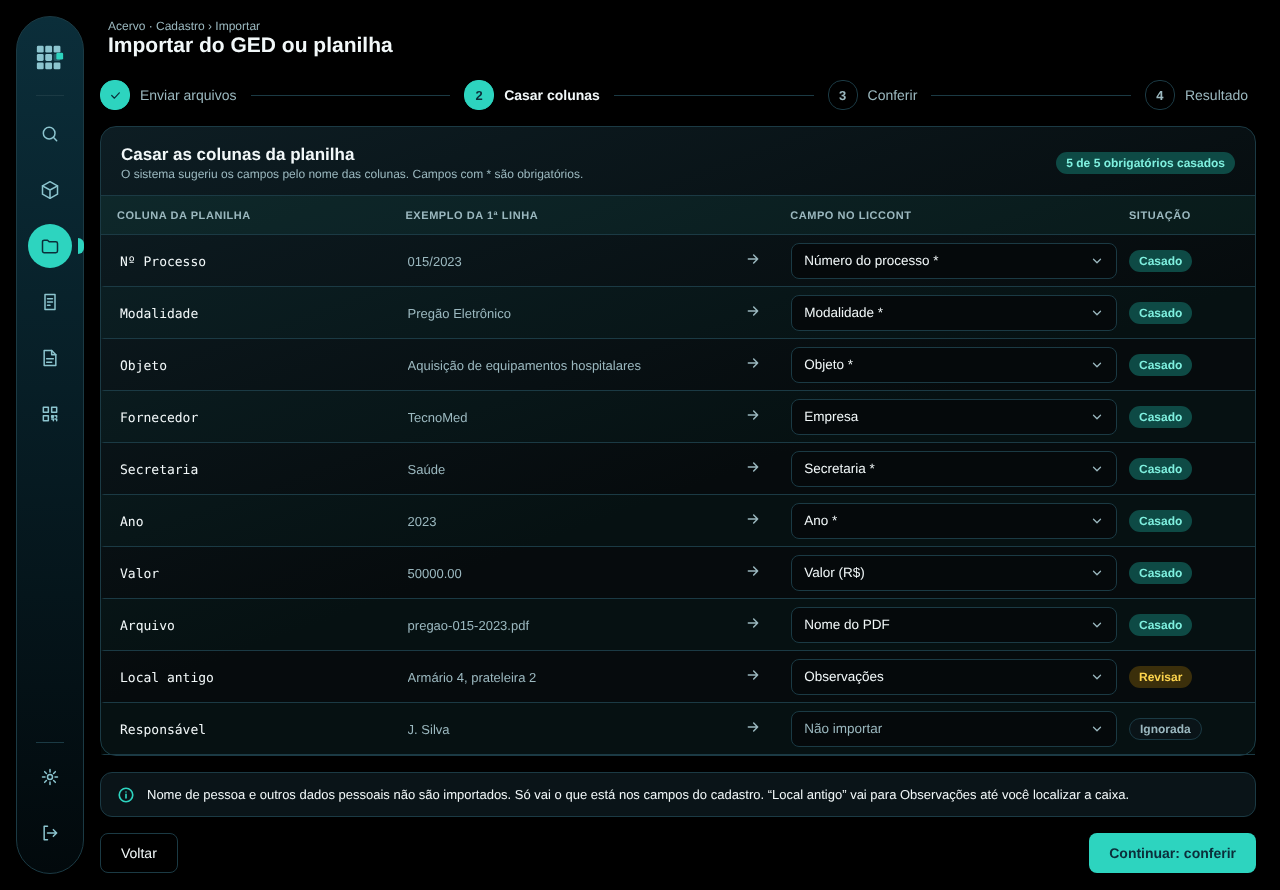 Acervo · Cadastro › Importar
Importar do GED ou planilha
Enviar arquivos
2 Casar colunas
3 Conferir
4 Resultado
Casar as colunas da planilha
O sistema sugeriu os campos pelo nome das colunas. Campos com * são obrigatórios.
5 de 5 obrigatórios casados
COLUNA DA PLANILHA EXEMPLO DA 1ª LINHA CAMPO NO LICCONT SITUAÇÃO
Nº Processo 015/2023 → Número do processo * Casado
Modalidade Pregão Eletrônico → Modalidade * Casado
Objeto Aquisição de equipamentos hospitalares → Objeto * Casado
Fornecedor TecnoMed → Empresa Casado
Secretaria Saúde → Secretaria * Casado
Ano 2023 → Ano * Casado
Valor 50000.00 → Valor (R$) Casado
Arquivo pregao-015-2023.pdf → Nome do PDF Casado
Local antigo Armário 4, prateleira 2 → Observações Revisar
Responsável J. Silva → Não importar Ignorada
Nome de pessoa e outros dados pessoais não são importados. Só vai o que está nos campos do cadastro. “Local antigo” vai para Observações até você localizar a caixa.
Voltar
Continuar: conferir